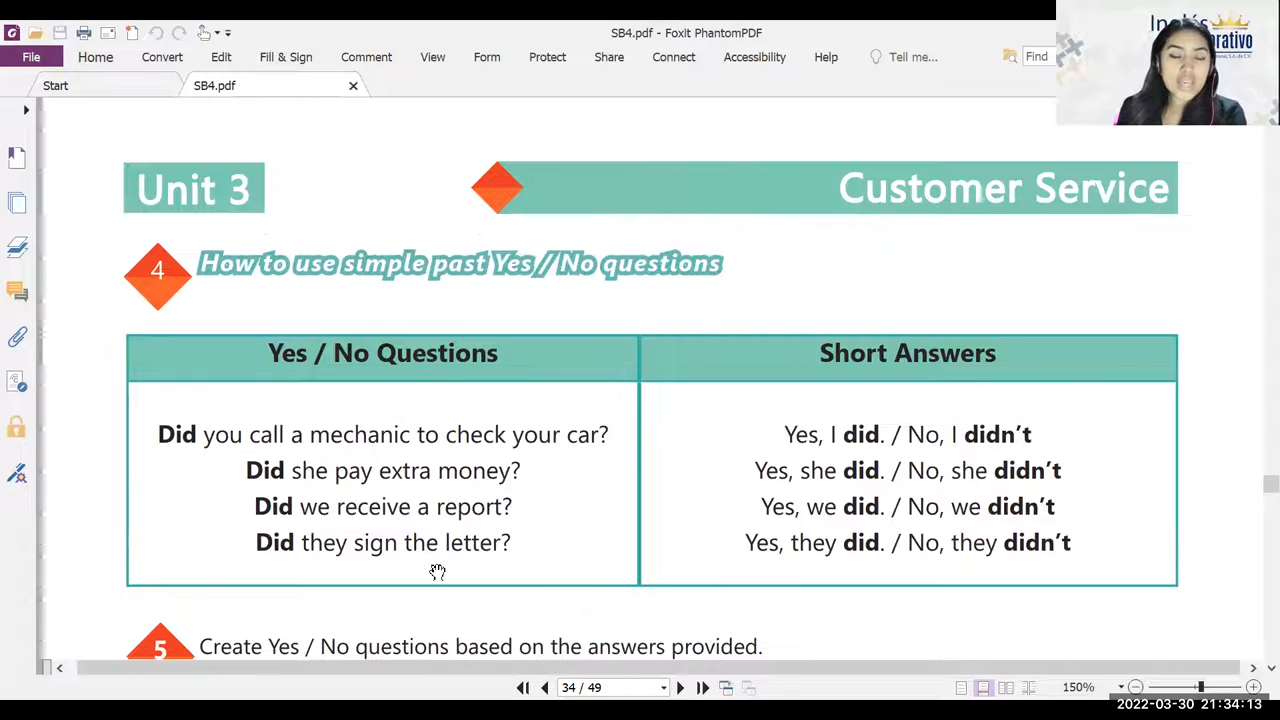 SB4.pdf - Foxit PhantomPDF
File Home Convert Edit Fill & Sign Comment View Form Protect Share Connect Accessibility Help Tell me... Find
Start SB4.pdf
Inglés
Unit 3
Customer Service
4 How to use simple past Yes / No questions
Yes / No Questions
Short Answers
Did you call a mechanic to check your car?
Yes, I did. / No, I didn't
Did she pay extra money?
Yes, she did. / No, she didn't
Did we receive a report?
Yes, we did. / No, we didn't
Did they sign the letter?
Yes, they did. / No, they didn't
5 Create Yes / No questions based on the answers provided.
34 / 49
150%
2022-03-30 21:34:13